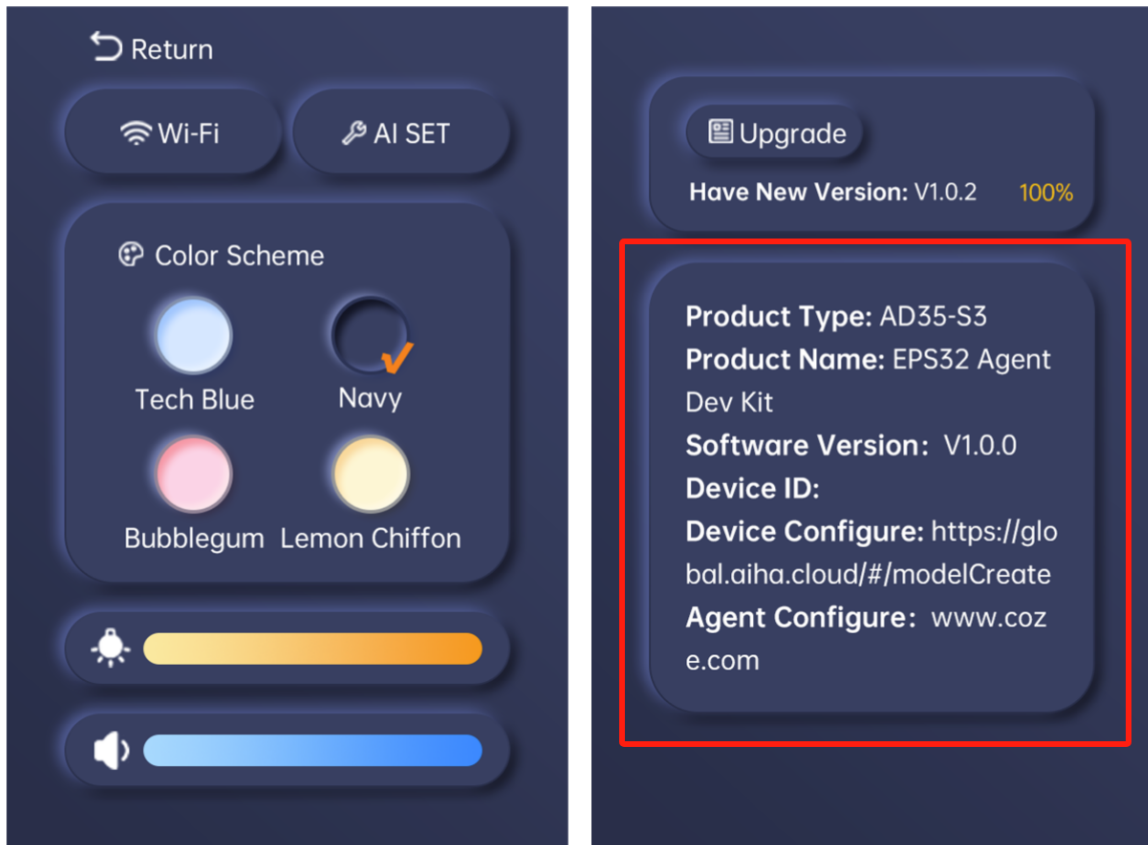 Return
Wi-Fi
AI SET
Color Scheme
Tech Blue
Navy
Bubblegum
Lemon Chiffon
Upgrade
Have New Version: V1.0.2 100%
Product Type: AD35-S3
Product Name: EPS32 Agent
Dev Kit
Software Version: V1.0.0
Device ID:
Device Configure: https://glo
bal.aiha.cloud/#/modelCreate
Agent Configure: www.coz
e.com